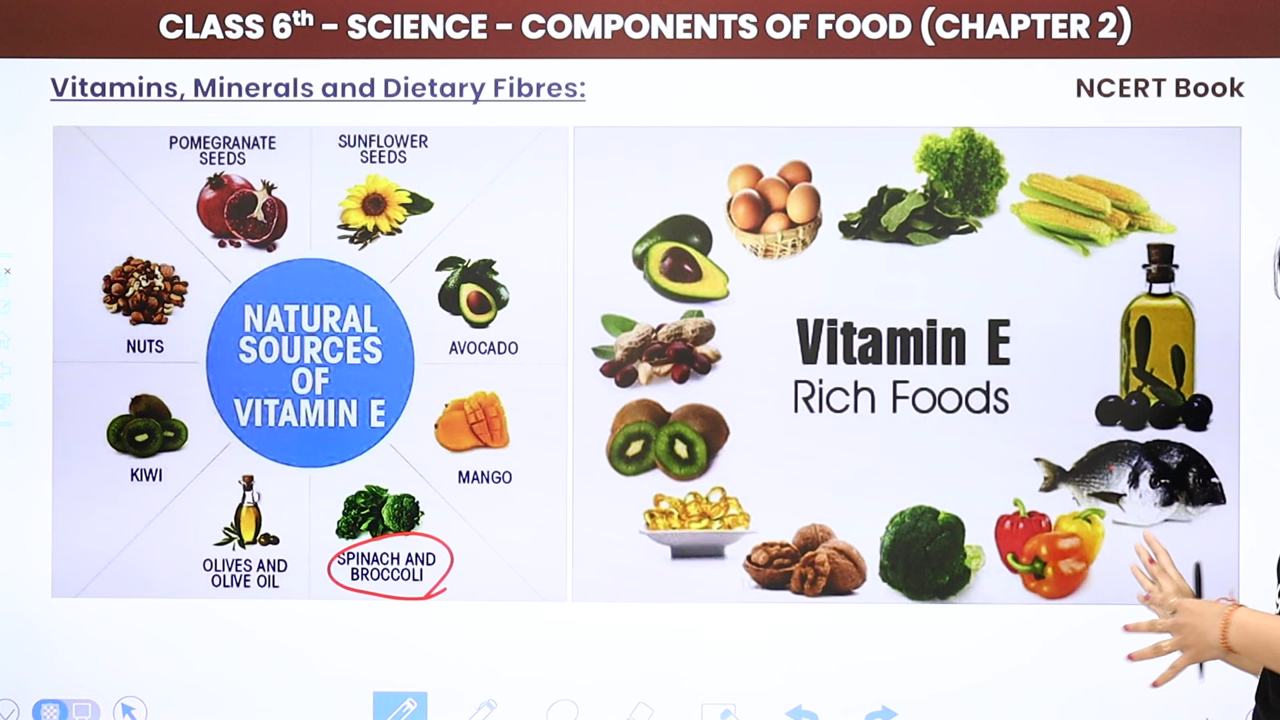 CLASS 6th - SCIENCE - COMPONENTS OF FOOD (CHAPTER 2)
Vitamins, Minerals and Dietary Fibres:
NCERT Book
POMEGRANATE
SEEDS
SUNFLOWER
SEEDS
NUTS
AVOCADO
NATURAL
SOURCES
OF
VITAMIN E
KIWI
MANGO
OLIVES AND
OLIVE OIL
SPINACH AND
BROCCOLI
Vitamin E
Rich Foods